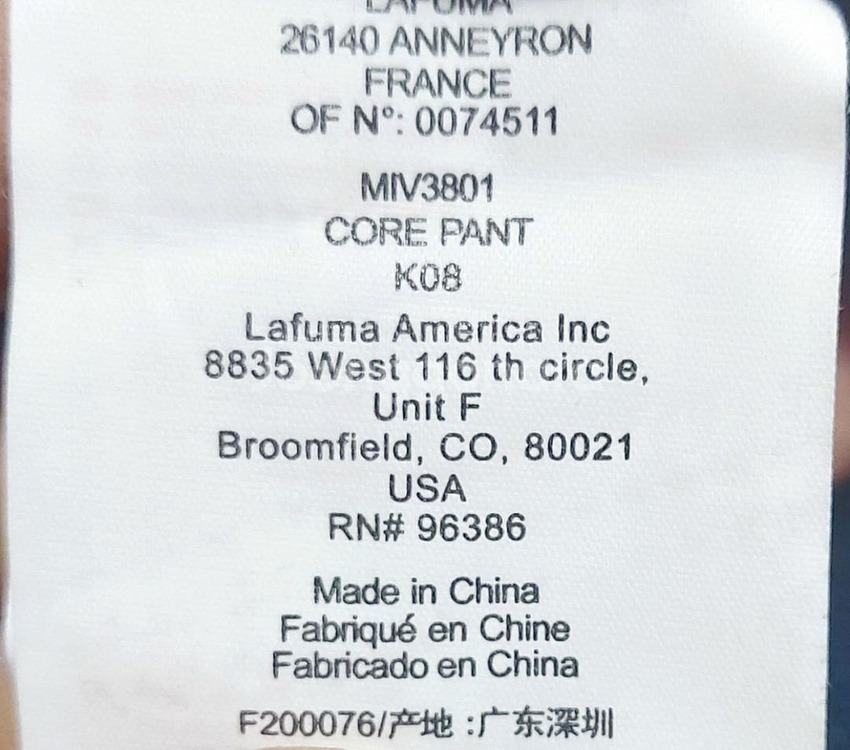 LAFUMA
26140 ANNEYRON
FRANCE
OF N°: 0074511
MIV3801
CORE PANT
K08
Lafuma America Inc
8835 West 116 th circle,
Unit F
Broomfield, CO, 80021
USA
RN# 96386
Made in China
Fabriqué en Chine
Fabricado en China
F200076/产地 :广东深圳